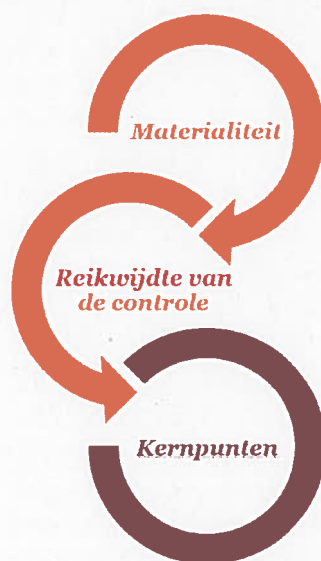 Materialiteit
Reikwijdte van
de controle
Kernpunten